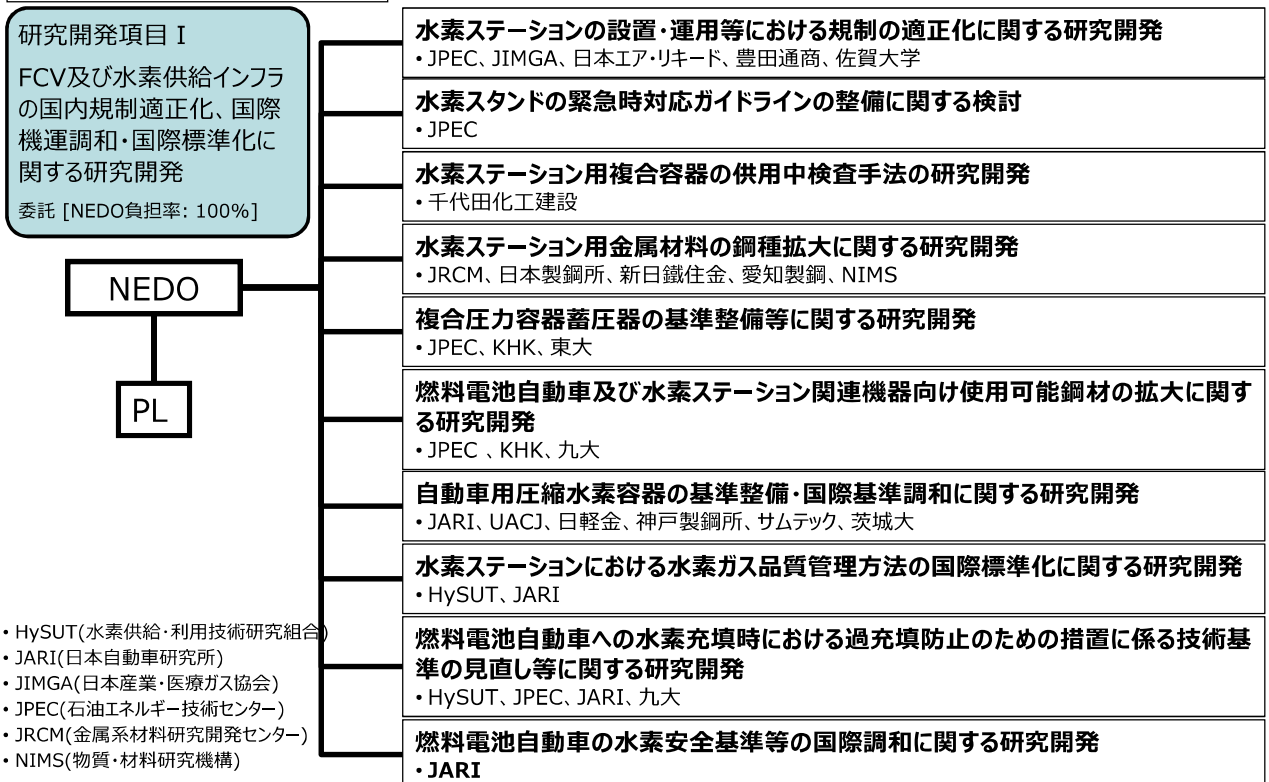 研究開発項目 I
FCV及び水素供給インフラ
の国内規制適正化、国際
機運調和・国際標準化に
関する研究開発
委託 [NEDO負担率: 100%]
NEDO
PL
水素ステーションの設置・運用等における規制の適正化に関する研究開発
・JPEC、JIMGA、日本エア・リキード、豊田通商、佐賀大学
水素スタンドの緊急時対応ガイドラインの整備に関する検討
・JPEC
水素ステーション用複合容器の供用中検査手法の研究開発
・千代田化工建設
水素ステーション用金属材料の鋼種拡大に関する研究開発
・JRCM、日本製鋼所、新日鐵住金、愛知製鋼、NIMS
複合圧力容器蓄圧器の基準整備等に関する研究開発
・JPEC、KHK、東大
燃料電池自動車及び水素ステーション関連機器向け使用可能鋼材の拡大に関す
る研究開発
・JPEC 、KHK、九大
自動車用圧縮水素容器の基準整備・国際基準調和に関する研究開発
・JARI、UACJ、日軽金、神戸製鋼所、サムテック、茨城大
水素ステーションにおける水素ガス品質管理方法の国際標準化に関する研究開発
・HySUT、JARI
燃料電池自動車への水素充填時における過充填防止のための措置に係る技術基
準の見直し等に関する研究開発
・HySUT、JPEC、JARI、九大
燃料電池自動車の水素安全基準等の国際調和に関する研究開発
・JARI
・HySUT(水素供給・利用技術研究組合)
・JARI(日本自動車研究所)
・JIMGA(日本産業・医療ガス協会)
・JPEC(石油エネルギー技術センター)
・JRCM(金属系材料研究開発センター)
・NIMS(物質・材料研究機構)